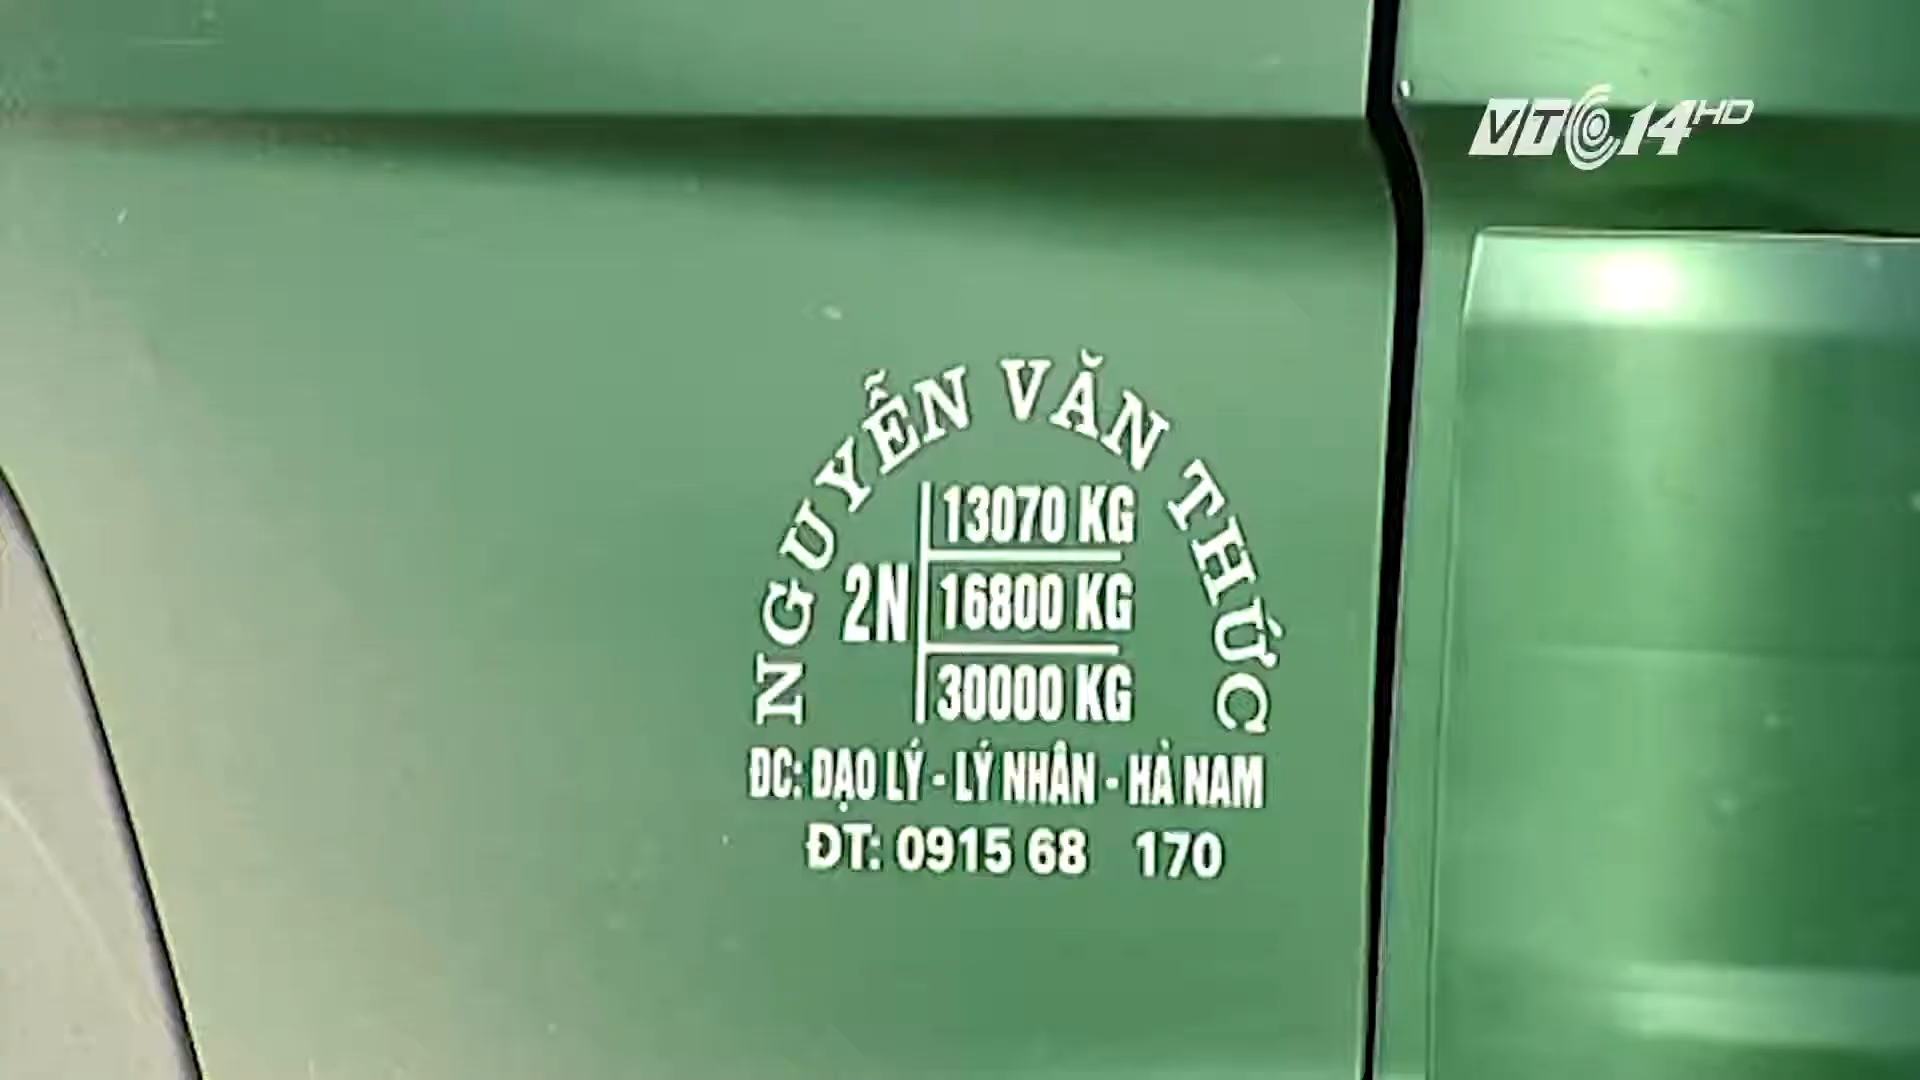 VTC14 HD
NGUYỄN VĂN THỨC
13070 KG
2N 16800 KG
30000 KG
ĐC: ĐẠO LÝ - LÝ NHÂN - HÀ NAM
ĐT: 0915 68 170